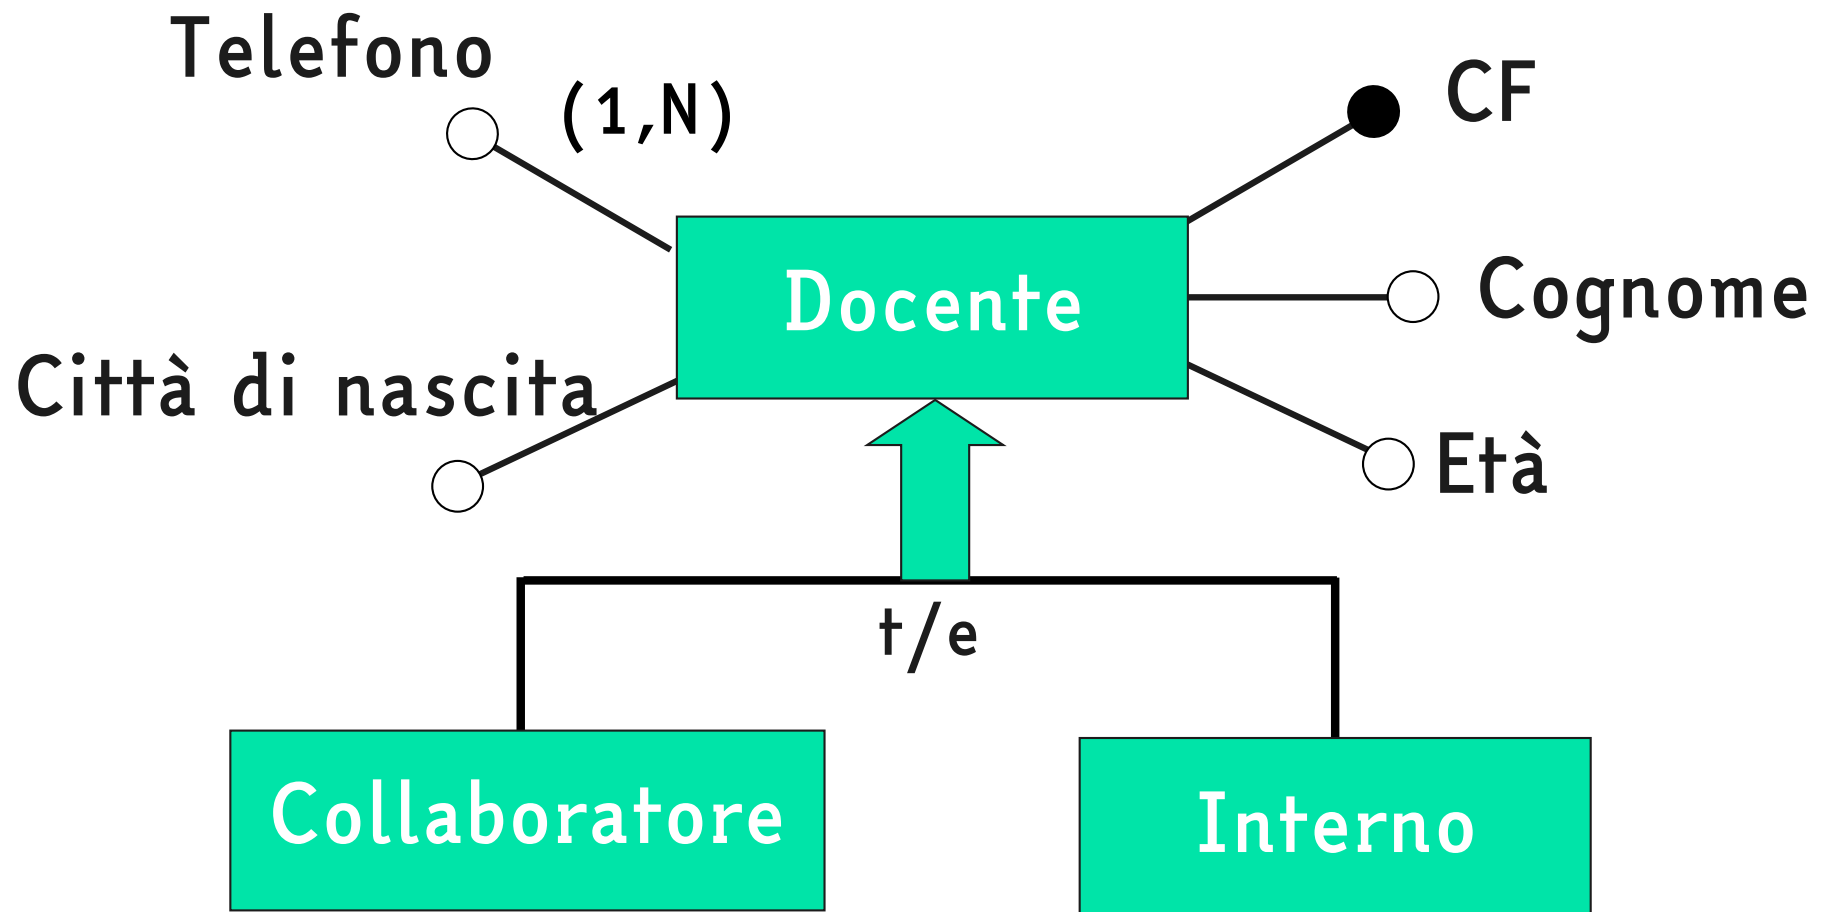 Telefono
(1,N)
CF
Docente
Cognome
Città di nascita
Età
t/e
Collaboratore
Interno